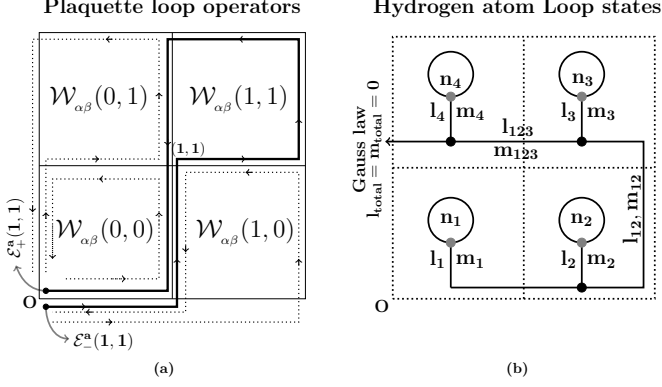 Plaquette loop operators
Hydrogen atom Loop states
𝒲αβ(0, 1)
𝒲αβ(1, 1)
(1, 1)
𝒲αβ(0, 0)
𝒲αβ(1, 0)
ℰᵃ₊(1, 1)
O
ℰᵃ₋(1, 1)
(a)
n₄
n₃
l₄ m₄
l₃ m₃
l₁₂₃
m₁₂₃
Gauss law
l_total = m_total = 0
n₁
n₂
l₁ m₁
l₂ m₂
l₁₂, m₁₂
O
(b)